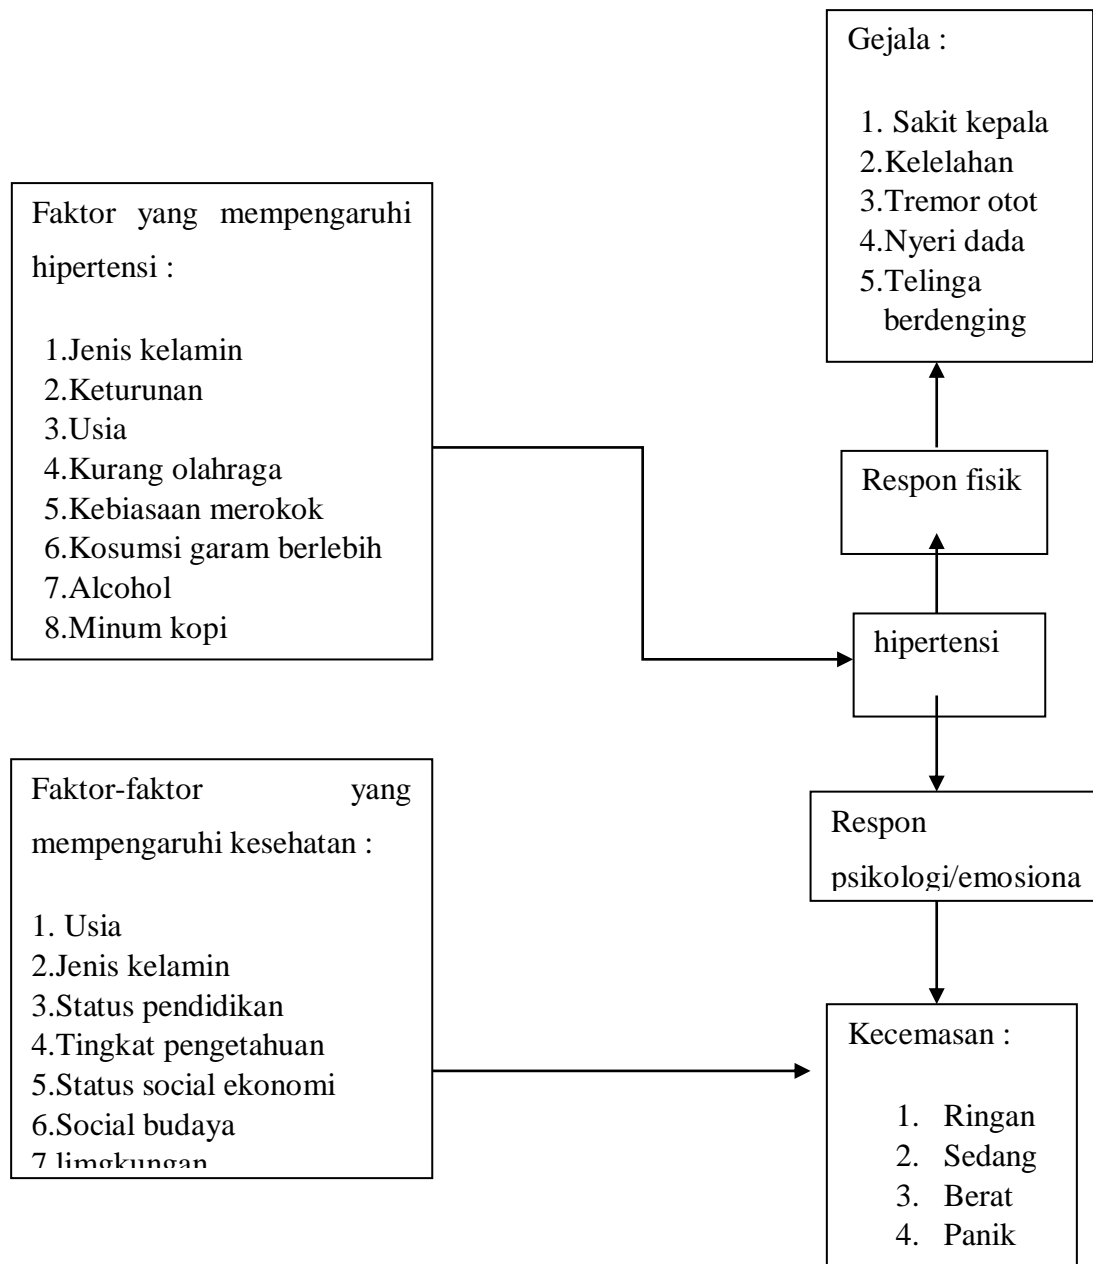 Gejala :
1. Sakit kepala
2.Kelelahan
3.Tremor otot
4.Nyeri dada
5.Telinga
berdenging
Faktor yang mempengaruhi
hipertensi :
1.Jenis kelamin
2.Keturunan
3.Usia
4.Kurang olahraga
5.Kebiasaan merokok
6.Kosumsi garam berlebih
7.Alcohol
8.Minum kopi
Respon fisik
hipertensi
Faktor-faktor yang
mempengaruhi kesehatan :
1. Usia
2.Jenis kelamin
3.Status pendidikan
4.Tingkat pengetahuan
5.Status social ekonomi
6.Social budaya
7.limgkungan
Respon
psikologi/emosiona
Kecemasan :
1. Ringan
2. Sedang
3. Berat
4. Panik